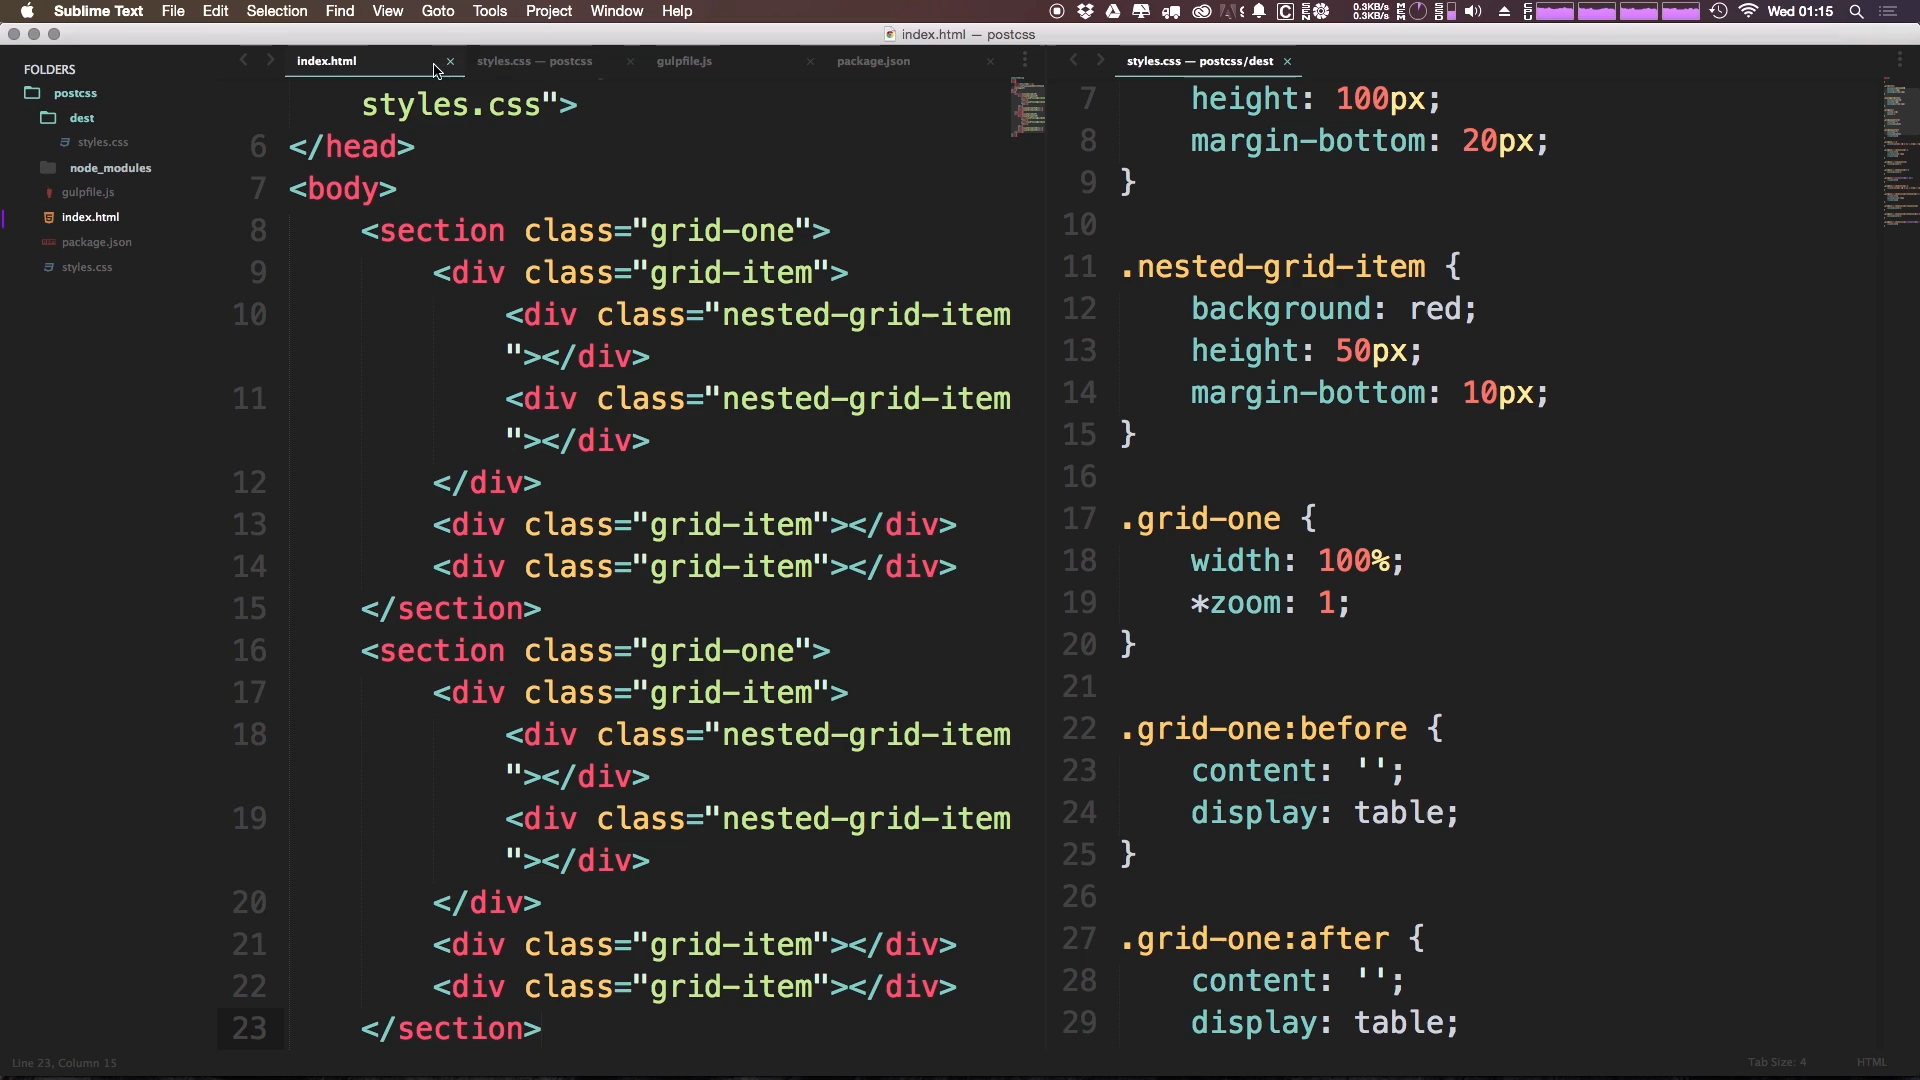 Sublime Text File Edit Selection Find View Goto Tools Project Window Help 0.3KB/s 0.3KB/s Wed 01:15
index.html — postcss
FOLDERS
postcss
dest
styles.css
node_modules
gulpfile.js
index.html
package.json
styles.css
index.html × styles.css — postcss × gulpfile.js × package.json ×
styles.css">
6 </head>
7 <body>
8 <section class="grid-one">
9 <div class="grid-item">
10 <div class="nested-grid-item
"></div>
11 <div class="nested-grid-item
"></div>
12 </div>
13 <div class="grid-item"></div>
14 <div class="grid-item"></div>
15 </section>
16 <section class="grid-one">
17 <div class="grid-item">
18 <div class="nested-grid-item
"></div>
19 <div class="nested-grid-item
"></div>
20 </div>
21 <div class="grid-item"></div>
22 <div class="grid-item"></div>
23 </section>
styles.css — postcss/dest ×
7 height: 100px;
8 margin-bottom: 20px;
9 }
10
11 .nested-grid-item {
12 background: red;
13 height: 50px;
14 margin-bottom: 10px;
15 }
16
17 .grid-one {
18 width: 100%;
19 *zoom: 1;
20 }
21
22 .grid-one:before {
23 content: '';
24 display: table;
25 }
26
27 .grid-one:after {
28 content: '';
29 display: table;
Line 23, Column 15
Tab Size: 4 HTML